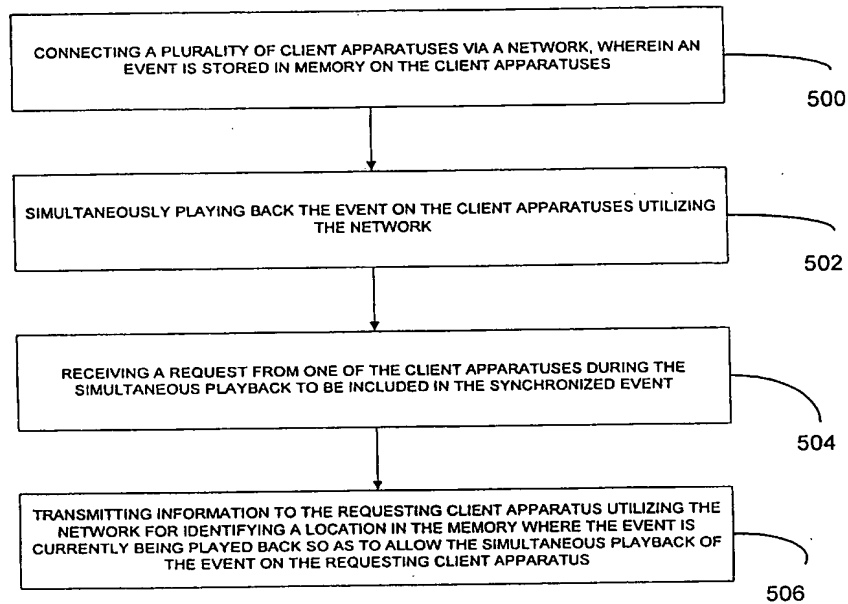 CONNECTING A PLURALITY OF CLIENT APPARATUSES VIA A NETWORK, WHEREIN AN
EVENT IS STORED IN MEMORY ON THE CLIENT APPARATUSES
500
SIMULTANEOUSLY PLAYING BACK THE EVENT ON THE CLIENT APPARATUSES UTILIZING
THE NETWORK
502
RECEIVING A REQUEST FROM ONE OF THE CLIENT APPARATUSES DURING THE
SIMULTANEOUS PLAYBACK TO BE INCLUDED IN THE SYNCHRONIZED EVENT
504
TRANSMITTING INFORMATION TO THE REQUESTING CLIENT APPARATUS UTILIZING THE
NETWORK FOR IDENTIFYING A LOCATION IN THE MEMORY WHERE THE EVENT IS
CURRENTLY BEING PLAYED BACK SO AS TO ALLOW THE SIMULTANEOUS PLAYBACK OF
THE EVENT ON THE REQUESTING CLIENT APPARATUS
506